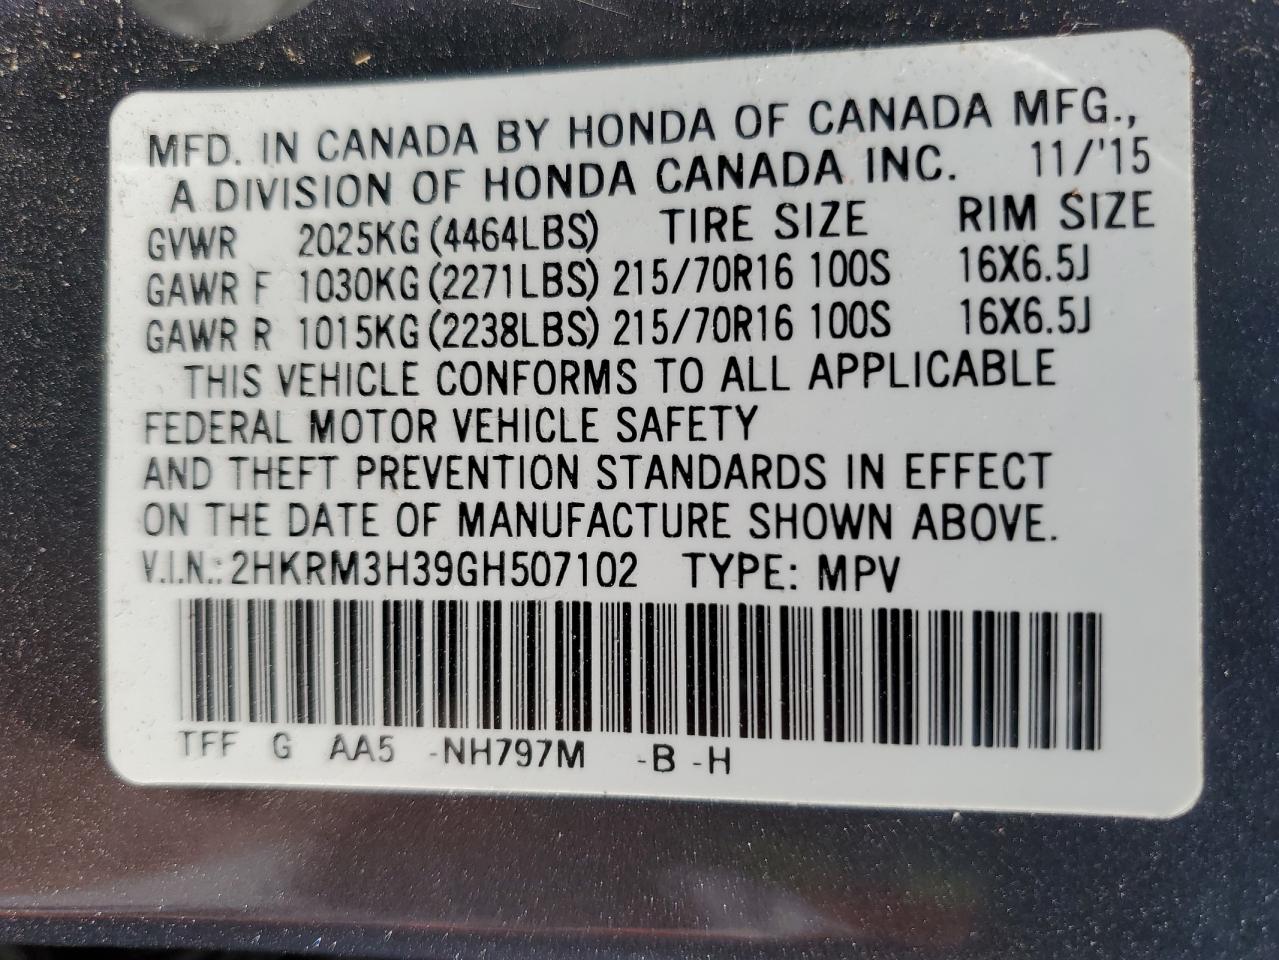 MFD. IN CANADA BY HONDA OF CANADA MFG.,
A DIVISION OF HONDA CANADA INC. 11/'15
GVWR 2025KG (4464LBS) TIRE SIZE RIM SIZE
GAWR F 1030KG (2271LBS) 215/70R16 100S 16X6.5J
GAWR R 1015KG (2238LBS) 215/70R16 100S 16X6.5J
THIS VEHICLE CONFORMS TO ALL APPLICABLE
FEDERAL MOTOR VEHICLE SAFETY
AND THEFT PREVENTION STANDARDS IN EFFECT
ON THE DATE OF MANUFACTURE SHOWN ABOVE.
V.I.N.: 2HKRM3H39GH507102 TYPE: MPV
TFF G AA5 -NH797M -B -H